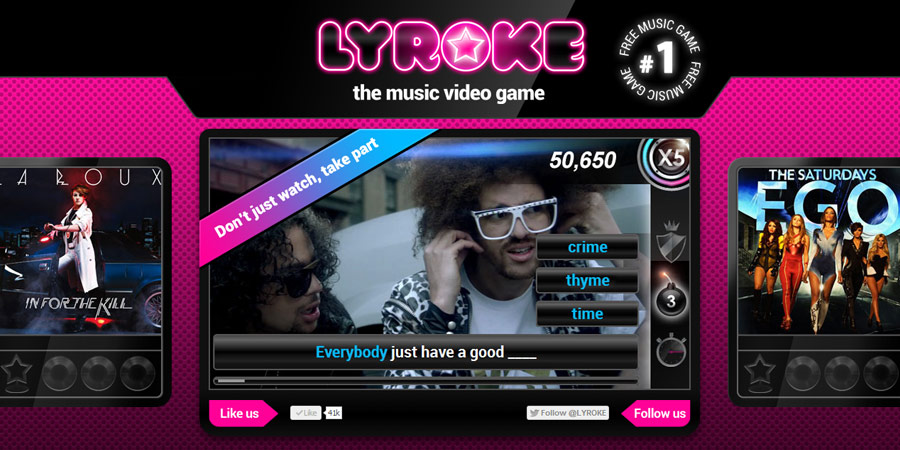 LYROKE
the music video game
FREE MUSIC GAME FREE MUSIC GAME
#1
LA ROUX
IN FOR THE KILL
Don't just watch, take part
50,650
X5
crime
thyme
time
3
Everybody just have a good ____
THE SATURDAYS
EGO
Like us
Like
41k
Follow @LYROKE
Follow us